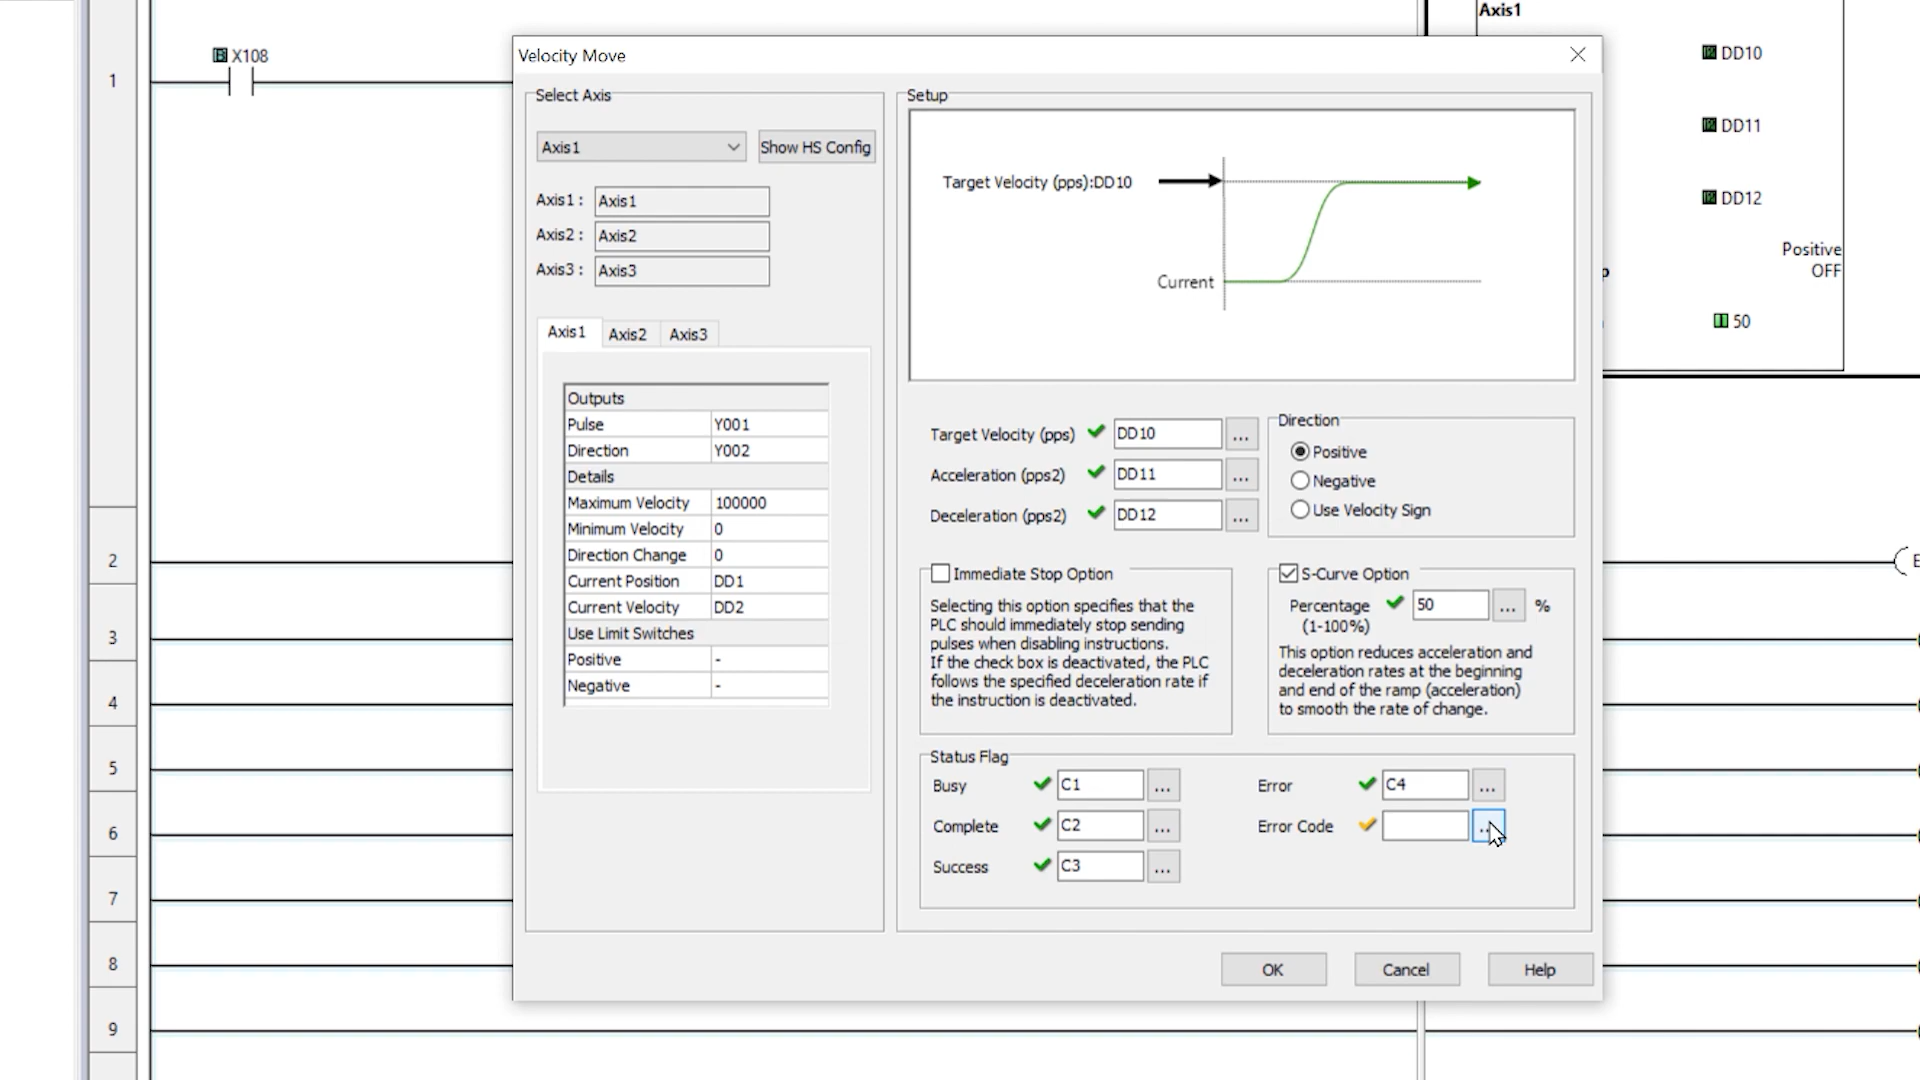 Axis1
X108
DD10
1
DD11
DD12
Positive
OFF
50
2
3
4
5
6
7
8
9
Velocity Move
Select Axis
Axis1
Show HS Config
Axis1 : Axis1
Axis2 : Axis2
Axis3 : Axis3
Axis1 Axis2 Axis3
Outputs
Pulse Y001
Direction Y002
Details
Maximum Velocity 100000
Minimum Velocity 0
Direction Change 0
Current Position DD1
Current Velocity DD2
Use Limit Switches
Positive -
Negative -
Setup
Target Velocity (pps):DD10
Current
Target Velocity (pps) DD10 ...
Acceleration (pps2) DD11 ...
Deceleration (pps2) DD12 ...
Direction
Positive
Negative
Use Velocity Sign
Immediate Stop Option
Selecting this option specifies that the
PLC should immediately stop sending
pulses when disabling instructions.
If the check box is deactivated, the PLC
follows the specified deceleration rate if
the instruction is deactivated.
S-Curve Option
Percentage 50 ... %
(1-100%)
This option reduces acceleration and
deceleration rates at the beginning
and end of the ramp (acceleration)
to smooth the rate of change.
Status Flag
Busy C1 ...
Complete C2 ...
Success C3 ...
Error C4 ...
Error Code
OK Cancel Help